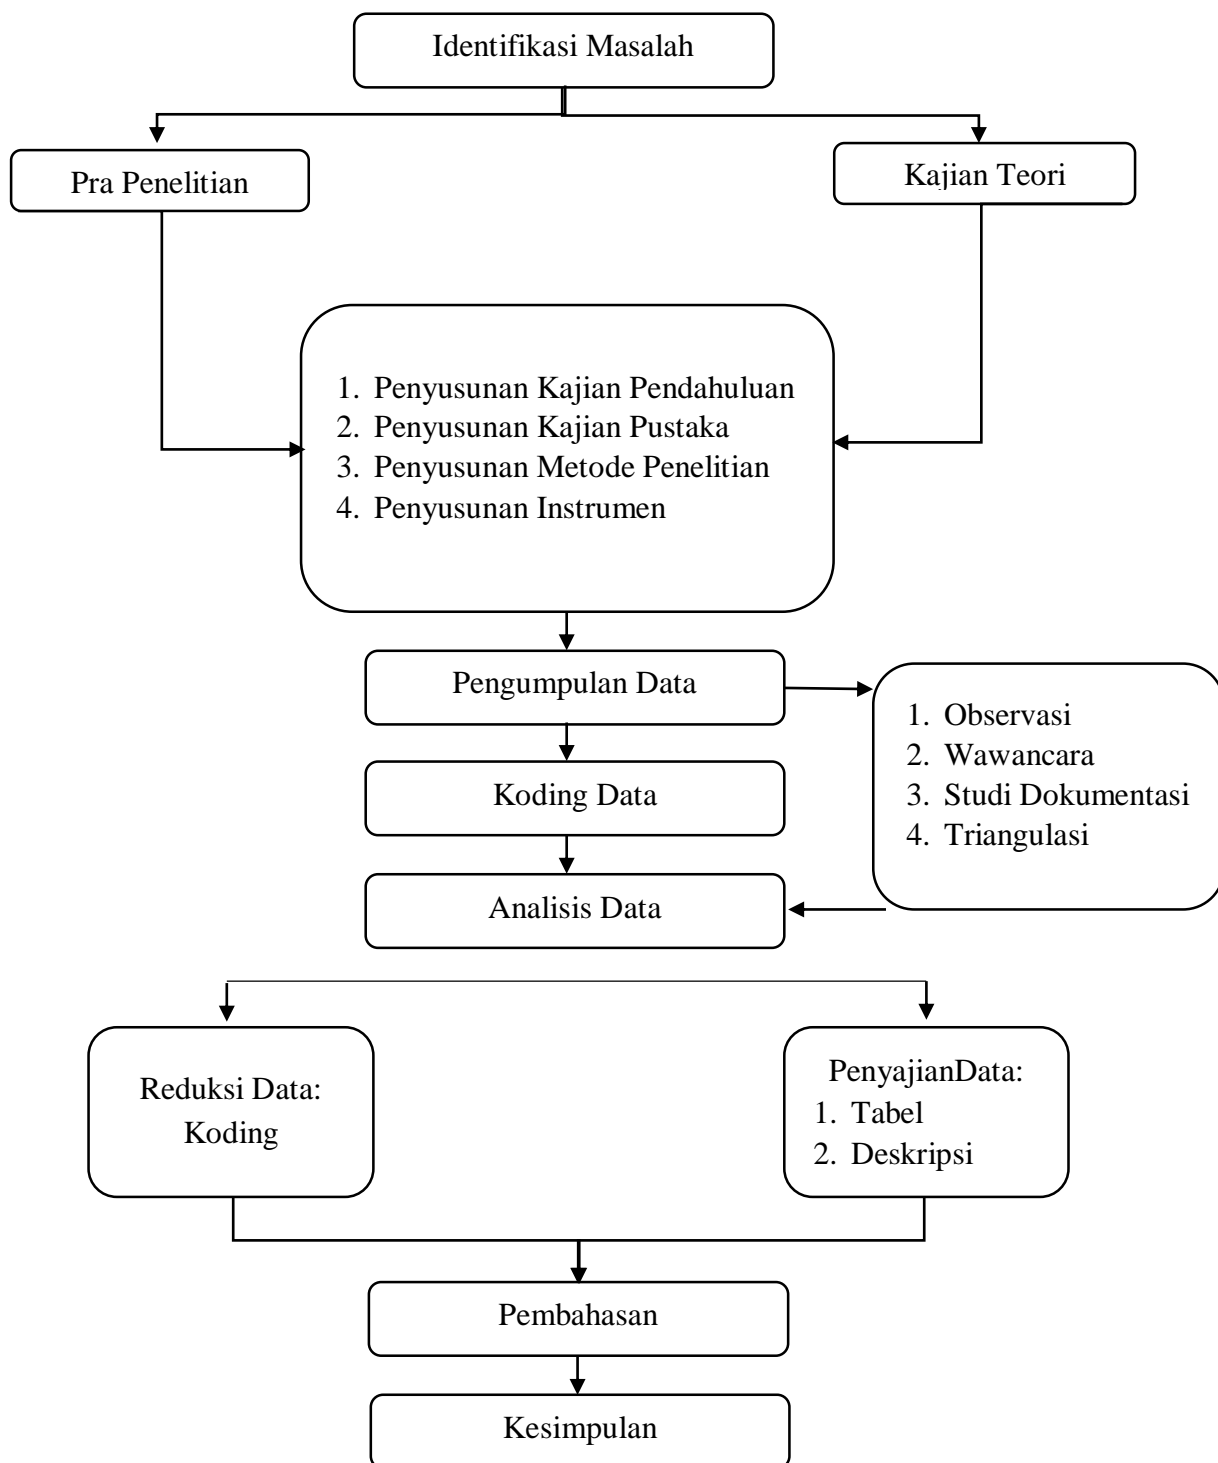 Identifikasi Masalah
Pra Penelitian
Kajian Teori
1. Penyusunan Kajian Pendahuluan
2. Penyusunan Kajian Pustaka
3. Penyusunan Metode Penelitian
4. Penyusunan Instrumen
Pengumpulan Data
1. Observasi
2. Wawancara
3. Studi Dokumentasi
4. Triangulasi
Koding Data
Analisis Data
Reduksi Data:
Koding
PenyajianData:
1. Tabel
2. Deskripsi
Pembahasan
Kesimpulan